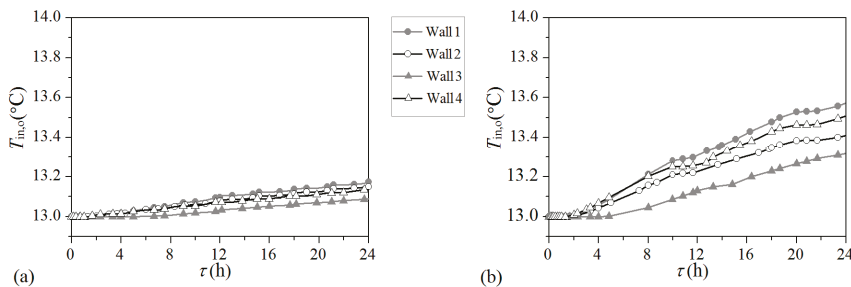 14.0
13.8
13.6
13.4
13.2
13.0
T_in,o(°C)
0 4 8 12 16 20 24
τ(h)
(a)
Wall 1
Wall 2
Wall 3
Wall 4
14.0
13.8
13.6
13.4
13.2
13.0
T_in,o(°C)
0 4 8 12 16 20 24
τ(h)
(b)